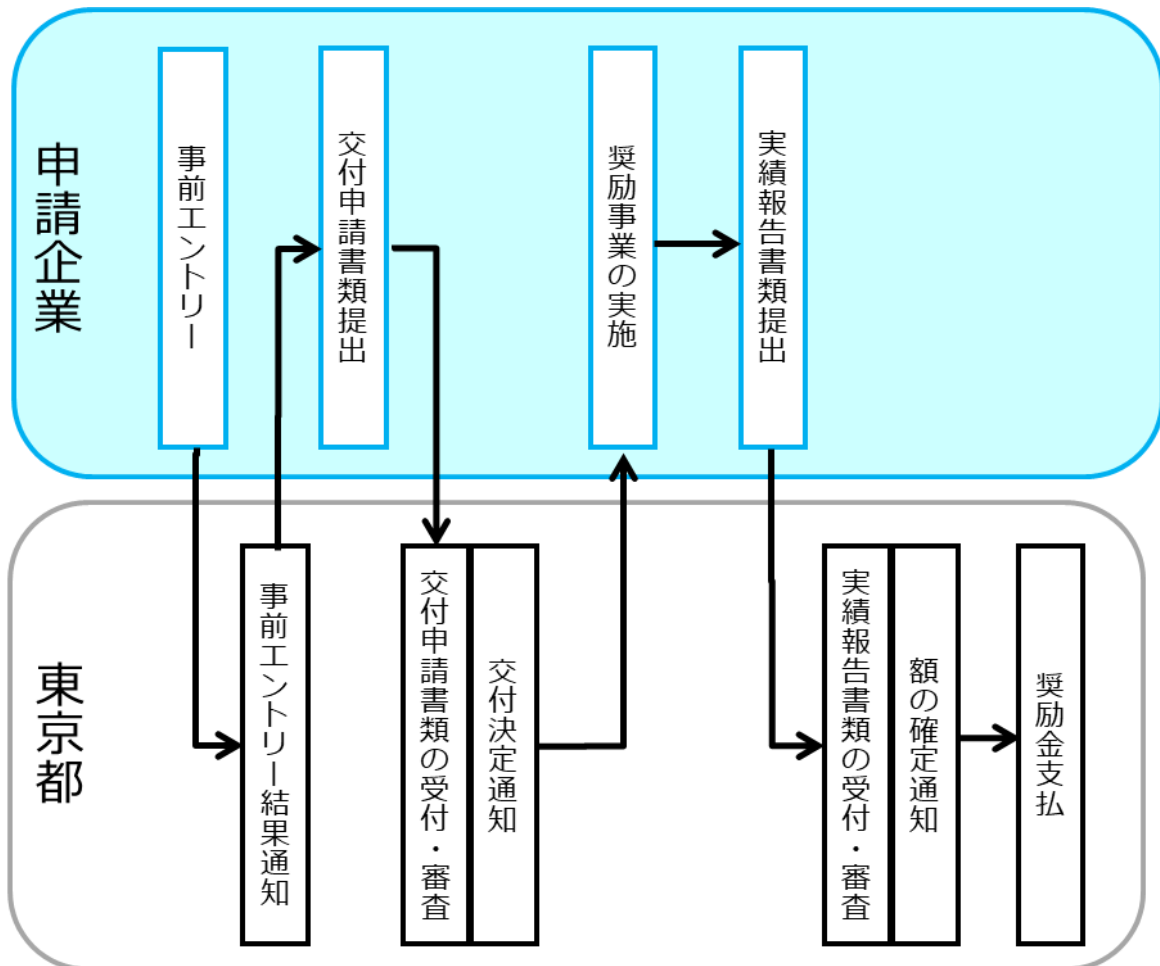 申請企業
事前エントリー
交付申請書類提出
奨励事業の実施
実績報告書類提出
東京都
事前エントリー結果通知
交付申請書類の受付・審査
交付決定通知
実績報告書類の受付・審査
額の確定通知
奨励金支払